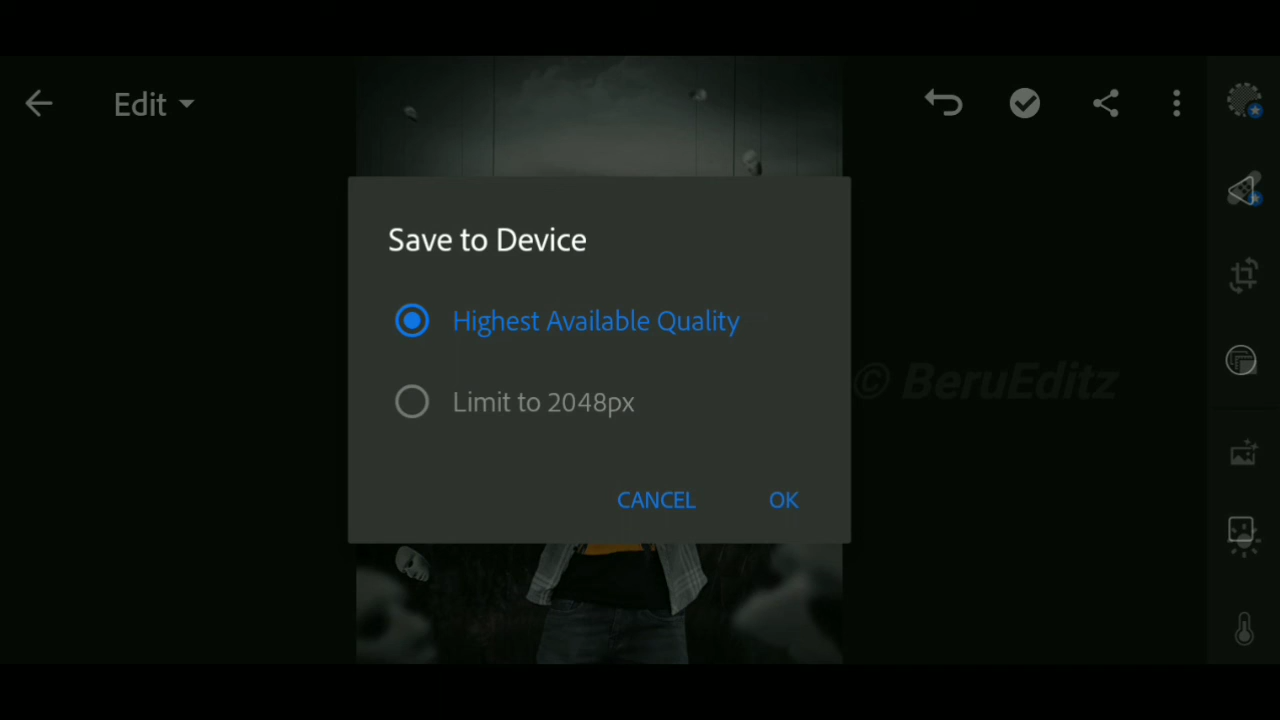 Edit
Save to Device
Highest Available Quality
© BeruEditz
Limit to 2048px
CANCEL
OK